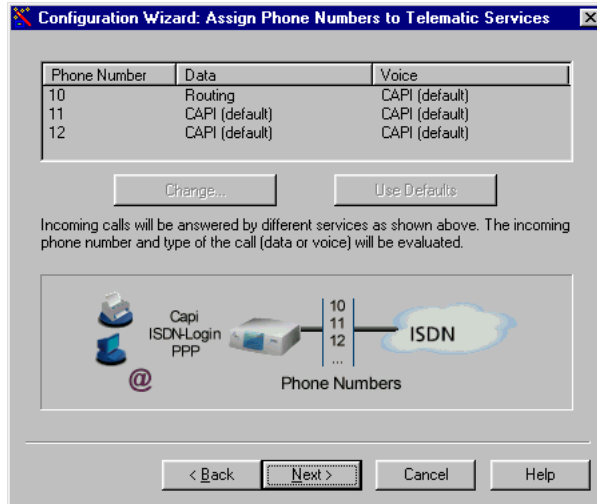 Configuration Wizard: Assign Phone Numbers to Telematic Services
Phone Number Data Voice
10 Routing CAPI (default)
11 CAPI (default) CAPI (default)
12 CAPI (default) CAPI (default)
Change... Use Defaults
Incoming calls will be answered by different services as shown above. The incoming
phone number and type of the call (data or voice) will be evaluated.
Capi
ISDN-Login
PPP
@
10
11
12
...
ISDN
Phone Numbers
< Back Next > Cancel Help